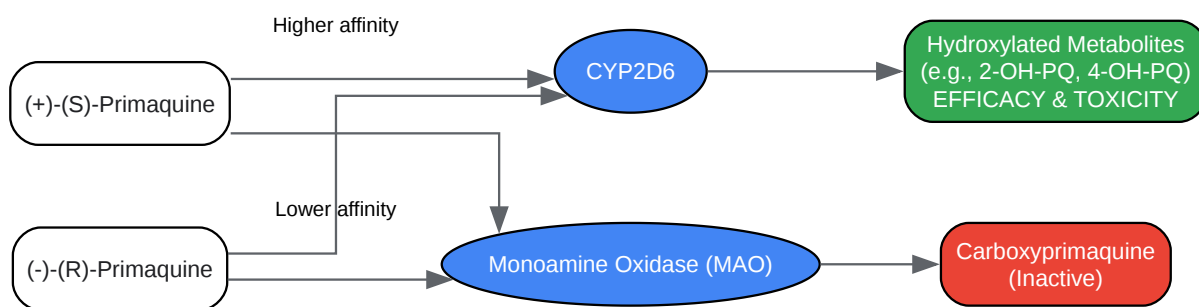 Higher affinity
(+)-(S)-Primaquine
CYP2D6
Hydroxylated Metabolites
(e.g., 2-OH-PQ, 4-OH-PQ)
EFFICACY & TOXICITY
Lower affinity
(-)-(R)-Primaquine
Monoamine Oxidase (MAO)
Carboxyprimaquine
(Inactive)